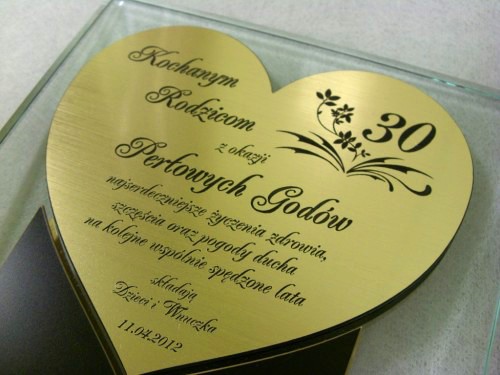 Kochanym
Rodzicom
z okazji
30
Perłowych Godów
najserdeczniejsze życzenia zdrowia,
szczęścia oraz pogody ducha
na kolejne wspólnie spędzone lata
składają
Dzieci i Wnuczka
11.04.2012